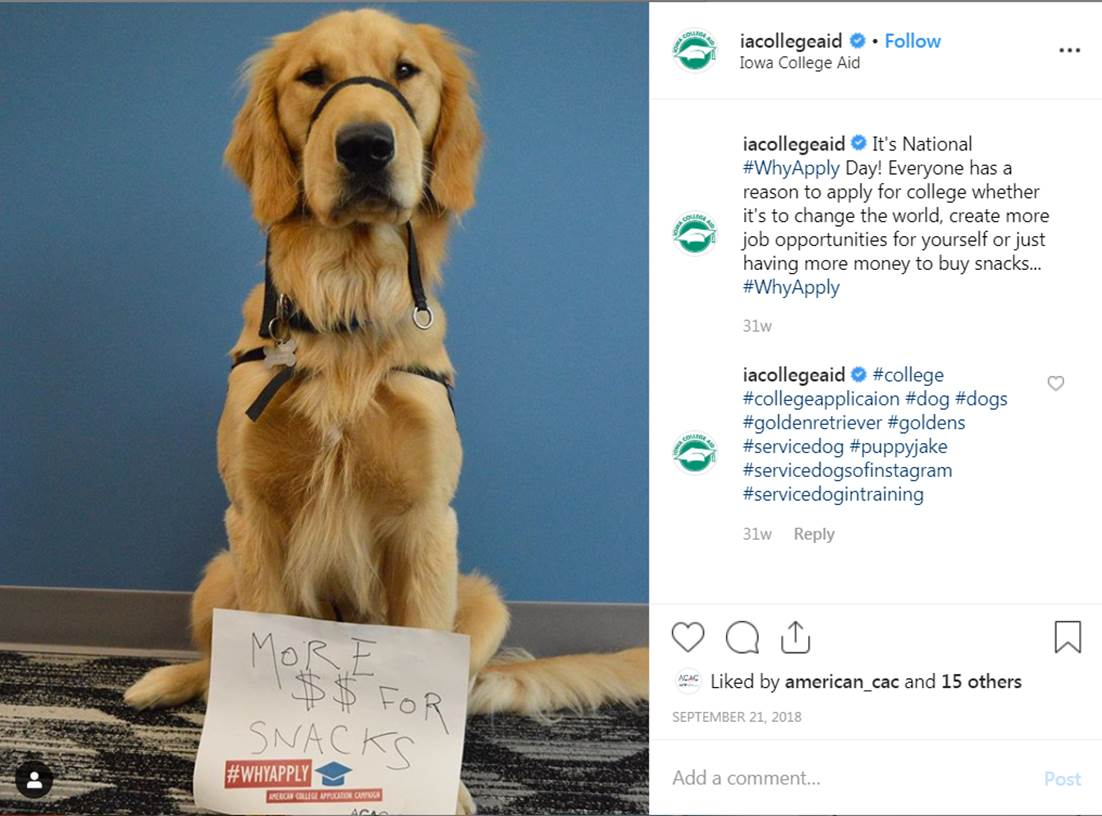 iacollegeaid • Follow
Iowa College Aid
iacollegeaid It's National
#WhyApply Day! Everyone has a
reason to apply for college whether
it's to change the world, create more
job opportunities for yourself or just
having more money to buy snacks...
#WhyApply
31w
iacollegeaid #college
#collegeapplicaion #dog #dogs
#goldenretriever #goldens
#servicedog #puppyjake
#servicedogsofinstagram
#servicedogintraining
31w Reply
Liked by american_cac and 15 others
SEPTEMBER 21, 2018
Add a comment... Post
MORE
$$ FOR
SNACKS
#WHYAPPLY
AMERICAN COLLEGE APPLICATION CAMPAIGN